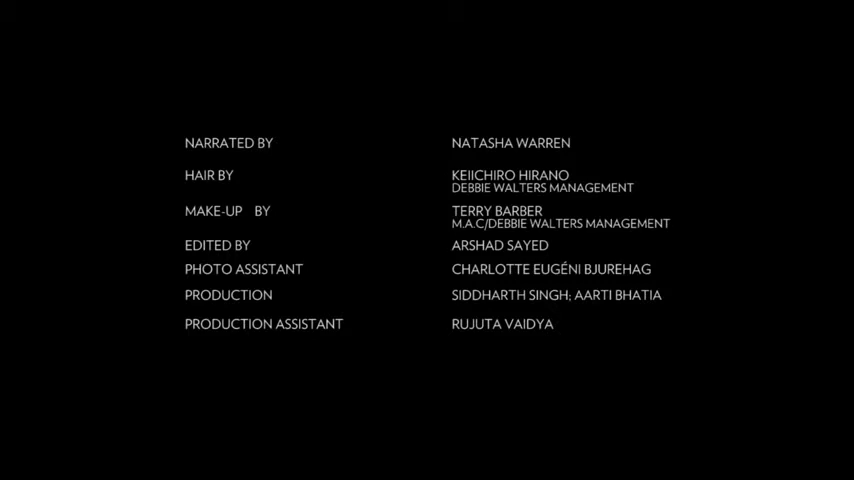 NARRATED BY NATASHA WARREN
HAIR BY KEIICHIRO HIRANO
DEBBIE WALTERS MANAGEMENT
MAKE-UP BY TERRY BARBER
M.A.C/DEBBIE WALTERS MANAGEMENT
EDITED BY ARSHAD SAYED
PHOTO ASSISTANT CHARLOTTE EUGÉNI BJUREHAG
PRODUCTION SIDDHARTH SINGH; AARTI BHATIA
PRODUCTION ASSISTANT RUJUTA VAIDYA